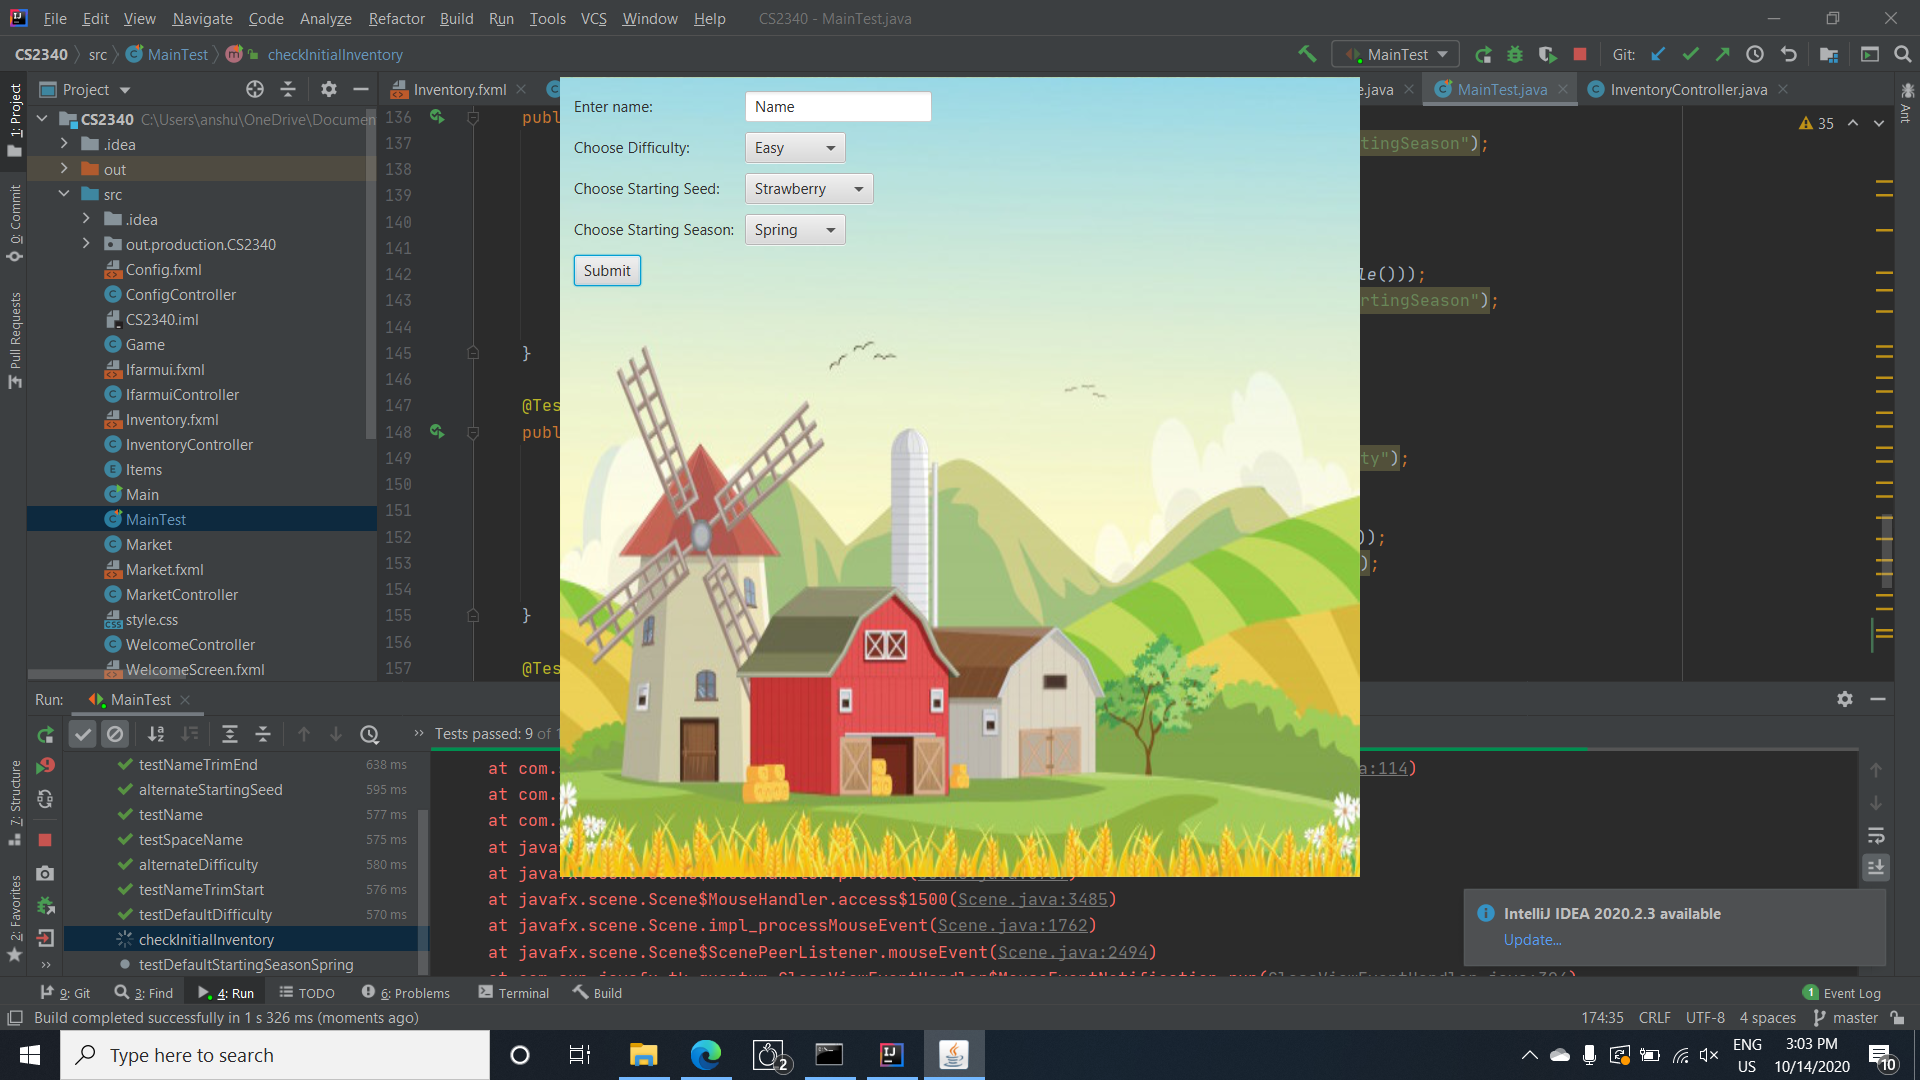 File Edit View Navigate Code Analyze Refactor Build Run Tools VCS Window Help CS2340 - MainTest.java
CS2340 src MainTest checkInitialInventory MainTest Git:
1: Project
0: Commit
Pull Requests
7: Structure
2: Favorites
Ant
Project
Inventory.fxml
e.java MainTest.java InventoryController.java
CS2340 C:\Users\anshu\OneDrive\Documen
.idea
out
src
.idea
out.production.CS2340
Config.fxml
ConfigController
CS2340.iml
Game
Ifarmui.fxml
IfarmuiController
Inventory.fxml
InventoryController
Items
Main
MainTest
Market
Market.fxml
MarketController
style.css
WelcomeController
WelcomeScreen.fxml
136 publ
137
138
139
140
141
142
143
144
145 }
146
147 @Tes
148 publ
149
150
151
152
153
154
155 }
156
157 @Tes
35
tingSeason");
le()));
rtingSeason");
ty");
));
);
Enter name: Name
Choose Difficulty: Easy
Choose Starting Seed: Strawberry
Choose Starting Season: Spring
Submit
Run: MainTest
Tests passed: 9 of 1
testNameTrimEnd 638 ms
alternateStartingSeed 595 ms
testName 577 ms
testSpaceName 575 ms
alternateDifficulty 580 ms
testNameTrimStart 576 ms
testDefaultDifficulty 570 ms
checkInitialInventory
testDefaultStartingSeasonSpring
at com. a:114)
at com.
at com.
at java
at javafx.scene.Scene$MouseHandler.access$1500(Scene.java:3485)
at javafx.scene.Scene.impl_processMouseEvent(Scene.java:1762)
at javafx.scene.Scene$ScenePeerListener.mouseEvent(Scene.java:2494)
IntelliJ IDEA 2020.2.3 available
Update...
9: Git 3: Find 4: Run TODO 6: Problems Terminal Build 1 Event Log
Build completed successfully in 1 s 326 ms (moments ago) 174:35 CRLF UTF-8 4 spaces master
Type here to search
2
ENG
US
3:03 PM
10/14/2020
10